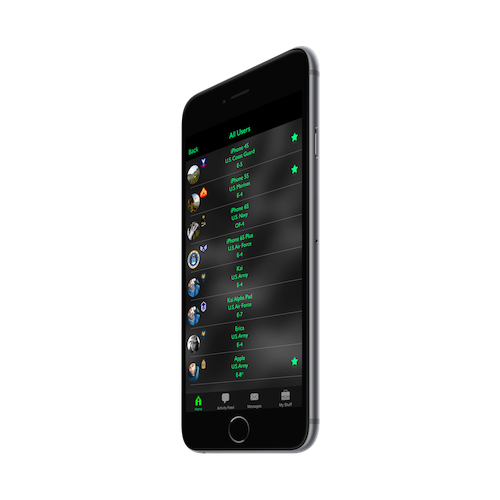 All Users
Back
iPhone 4S
U.S. Coast Guard
E-5
iPhone 5S
U.S. Marines
E-4
iPhone 6S
U.S. Navy
CF-4
iPhone 6S Plus
U.S. Air Force
E-4
Kai
U.S. Army
E-4
Kai Alpha Pad
U.S. Air Force
E-7
Erica
U.S. Army
E-4
Apple
U.S. Army
E-8*
Home
Activity Feed
Messages
My Stuff